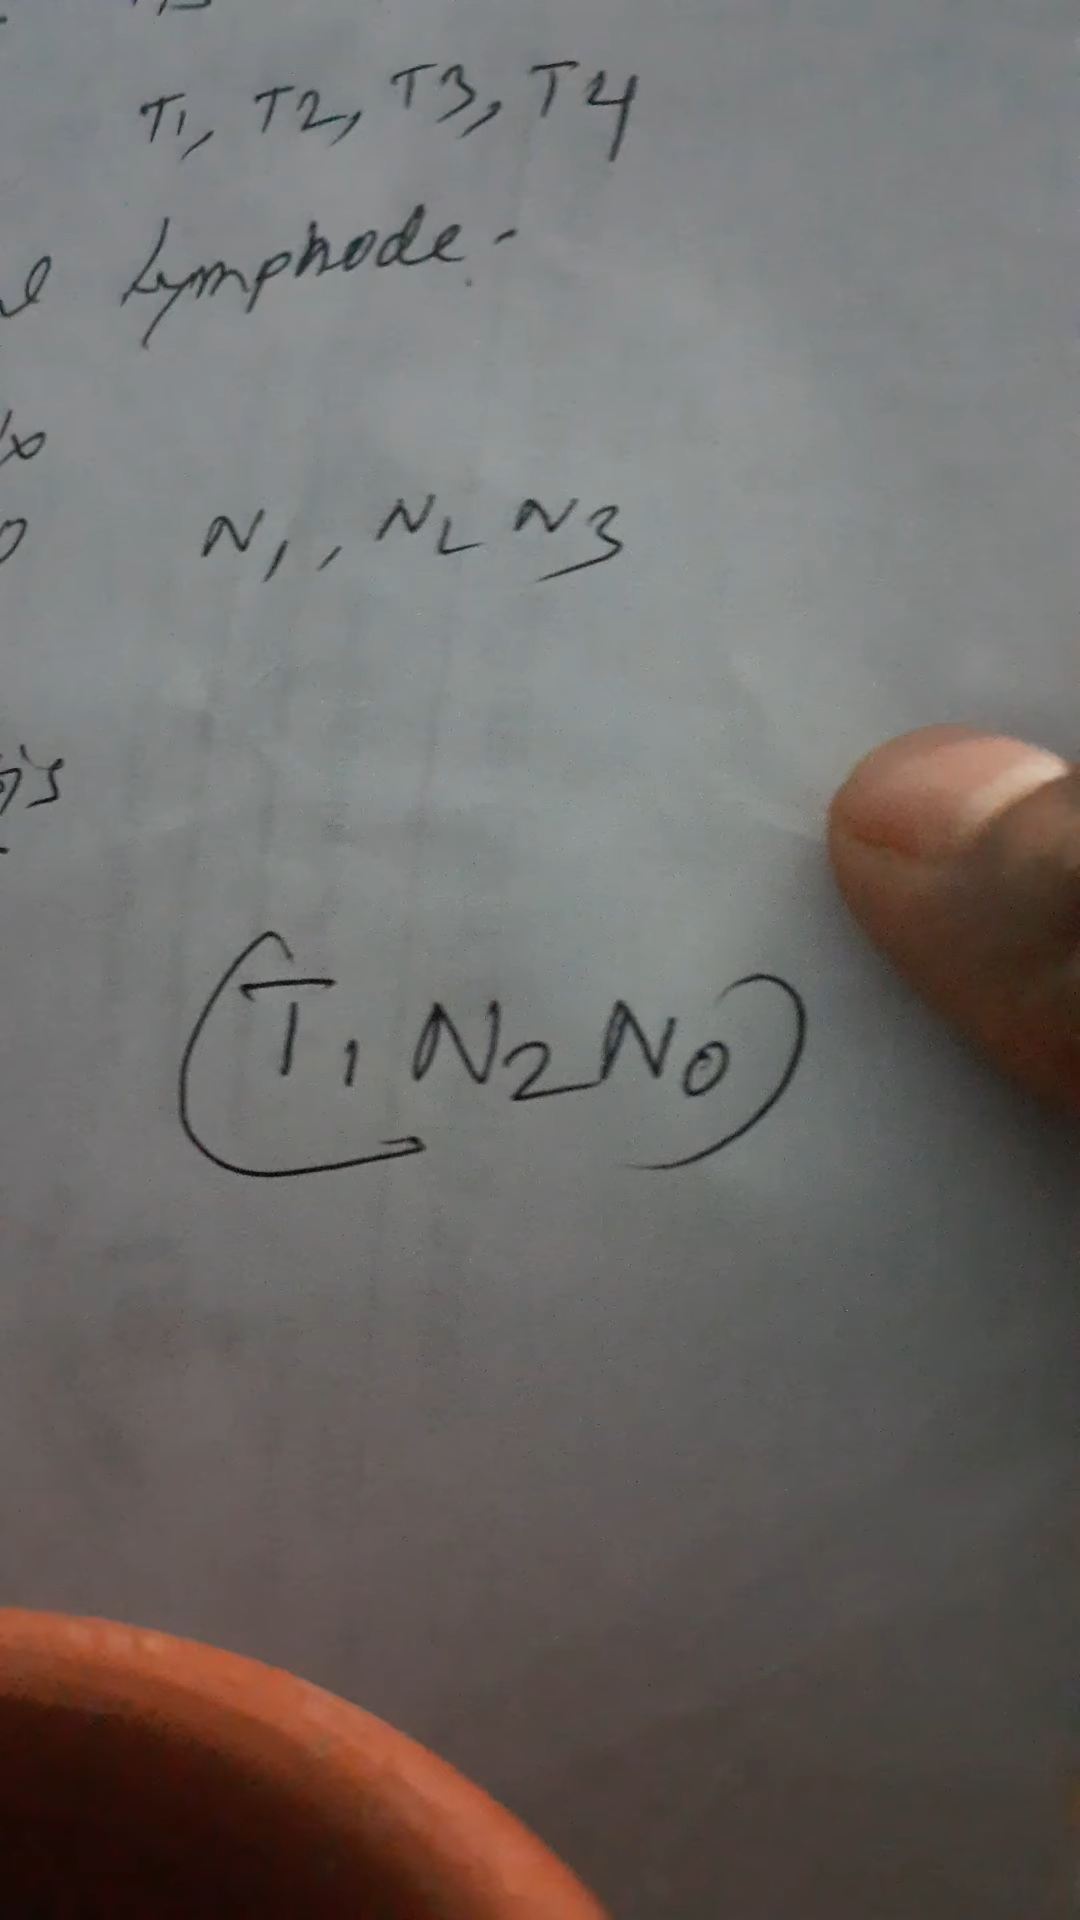 T1, T2, T3, T4
Lymphode -
N1,, N2 N3
(T1 N2 N0)